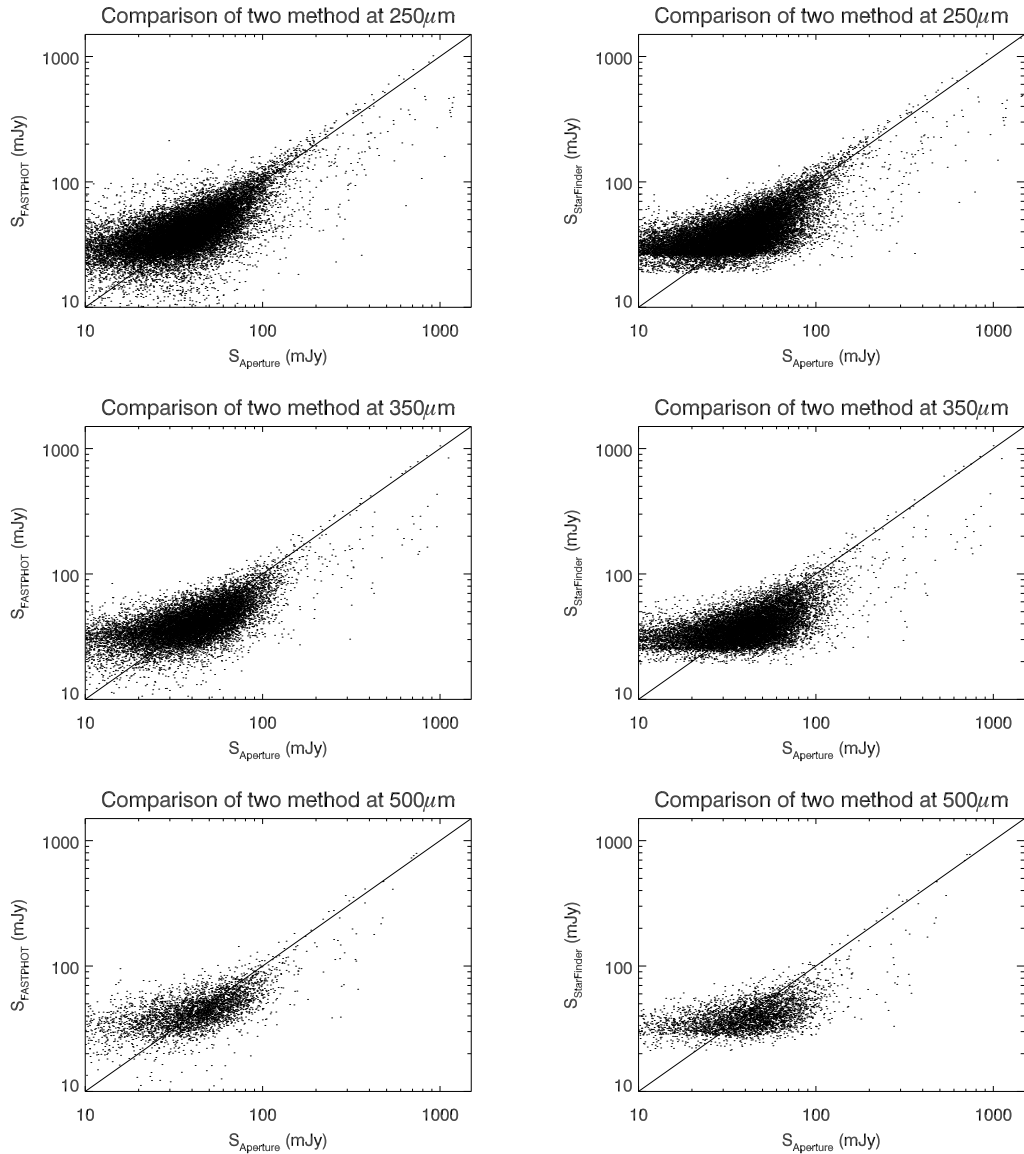 Comparison of two method at 250μm
1000
100
10
S_FASTPHOT (mJy)
10 100 1000
S_Aperture (mJy)
Comparison of two method at 250μm
1000
100
10
S_StarFinder (mJy)
10 100 1000
S_Aperture (mJy)
Comparison of two method at 350μm
1000
100
10
S_FASTPHOT (mJy)
10 100 1000
S_Aperture (mJy)
Comparison of two method at 350μm
1000
100
10
S_StarFinder (mJy)
10 100 1000
S_Aperture (mJy)
Comparison of two method at 500μm
1000
100
10
S_FASTPHOT (mJy)
10 100 1000
S_Aperture (mJy)
Comparison of two method at 500μm
1000
100
10
S_StarFinder (mJy)
10 100 1000
S_Aperture (mJy)